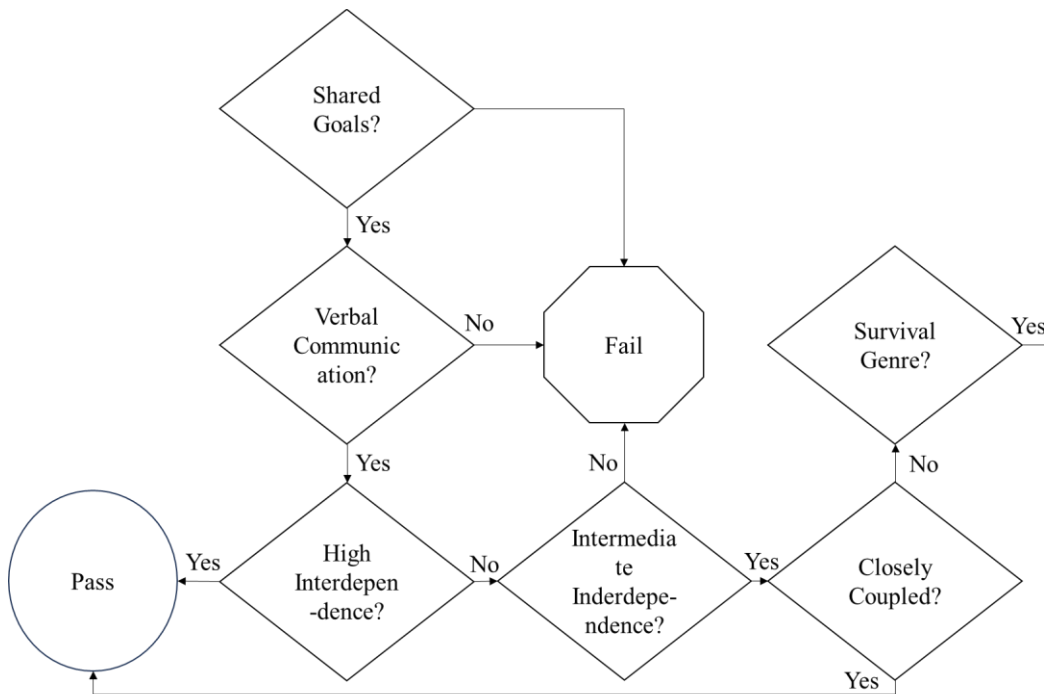 Shared
Goals?
Yes
Verbal
Communic
ation?
No
Fail
Survival
Genre?
Yes
Yes
No
No
Pass
Yes
High
Interdepen
-dence?
No
Intermedia
te
Inderdepe-
ndence?
Yes
Closely
Coupled?
Yes